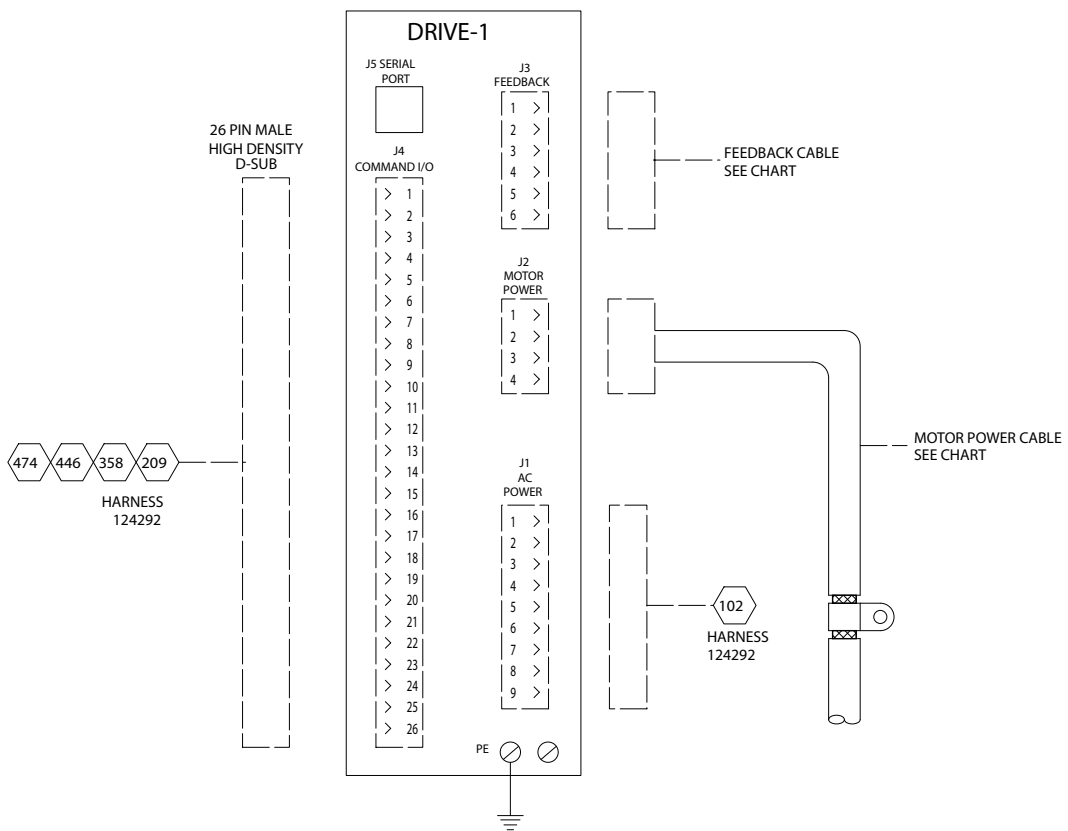 DRIVE-1
J5 SERIAL
PORT
J3
FEEDBACK
1
2
3
4
5
6
26 PIN MALE
HIGH DENSITY
D-SUB
J4
COMMAND I/O
1
2
3
4
5
6
7
8
9
10
11
12
13
14
15
16
17
18
19
20
21
22
23
24
25
26
FEEDBACK CABLE
SEE CHART
J2
MOTOR
POWER
1
2
3
4
MOTOR POWER CABLE
SEE CHART
474 446 358 209
HARNESS
124292
J1
AC
POWER
1
2
3
4
5
6
7
8
9
102
HARNESS
124292
PE